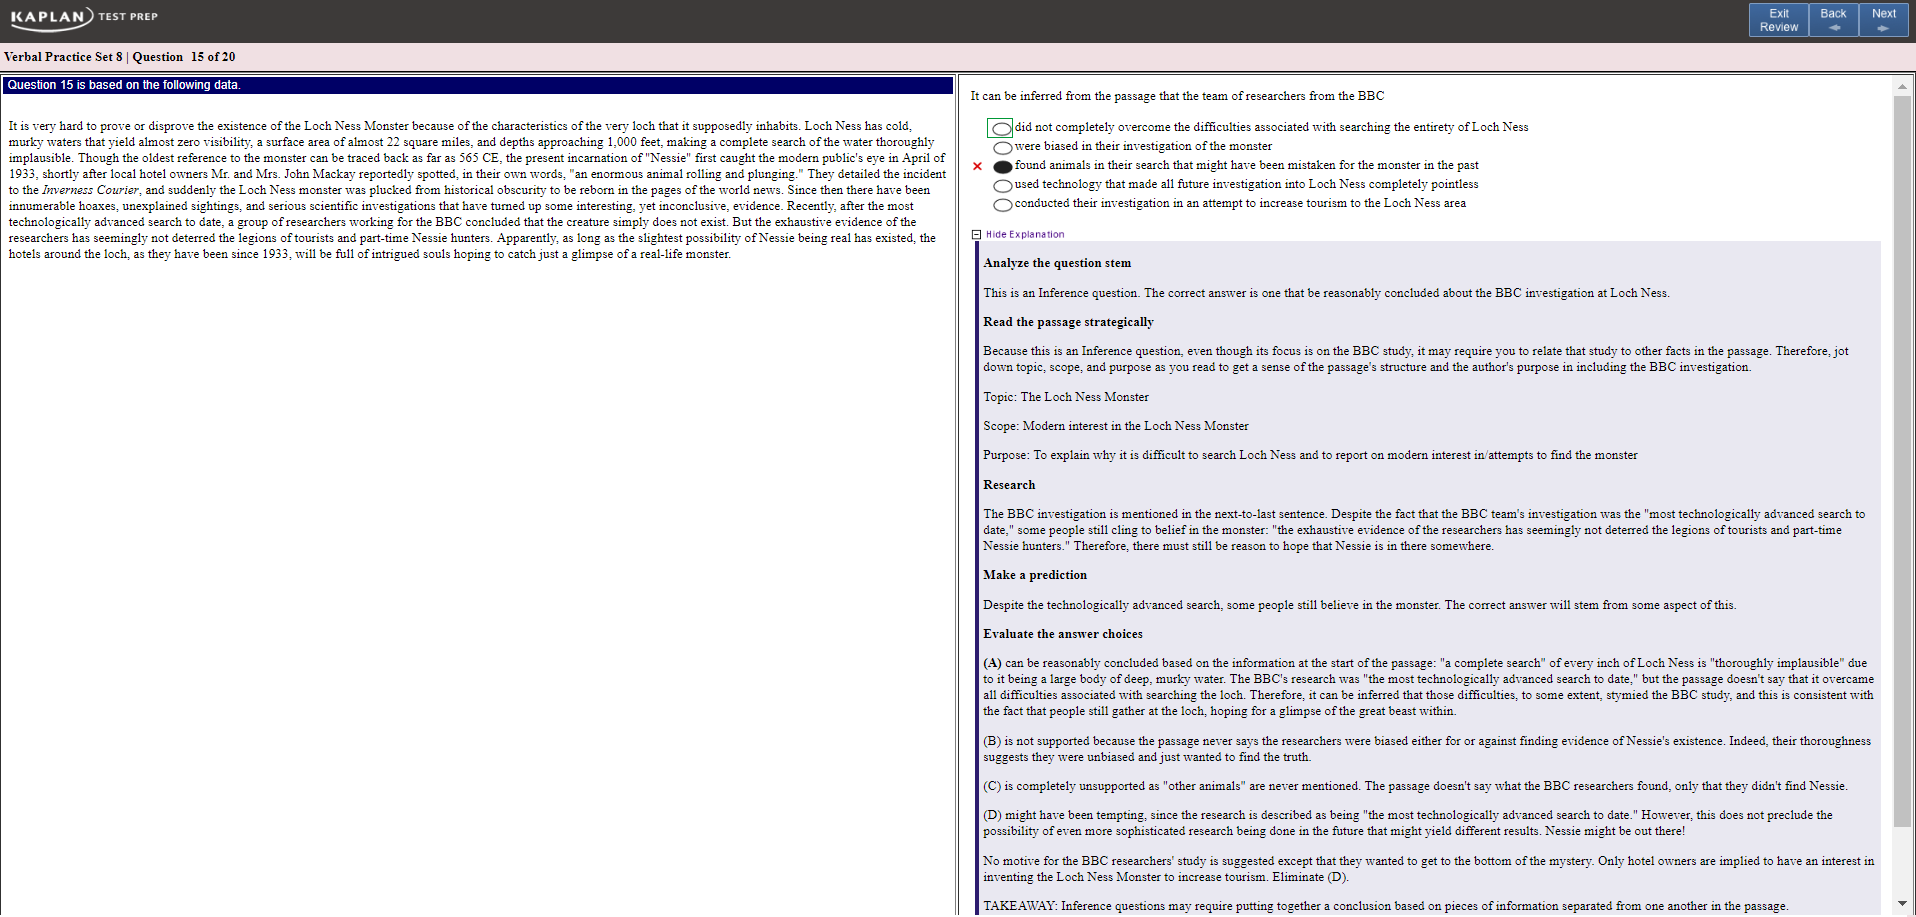 KAPLAN TEST PREP
Exit Review
Back
Next
Verbal Practice Set 8 | Question 15 of 20
Question 15 is based on the following data.
It is very hard to prove or disprove the existence of the Loch Ness Monster because of the characteristics of the very loch that it supposedly inhabits. Loch Ness has cold,
murky waters that yield almost zero visibility, a surface area of almost 22 square miles, and depths approaching 1,000 feet, making a complete search of the water thoroughly
implausible. Though the oldest reference to the monster can be traced back as far as 565 CE, the present incarnation of "Nessie" first caught the modern public's eye in April of
1933, shortly after local hotel owners Mr. and Mrs. John Mackay reportedly spotted, in their own words, "an enormous animal rolling and plunging." They detailed the incident
to the Inverness Courier, and suddenly the Loch Ness monster was plucked from historical obscurity to be reborn in the pages of the world news. Since then there have been
innumerable hoaxes, unexplained sightings, and serious scientific investigations that have turned up some interesting, yet inconclusive, evidence. Recently, after the most
technologically advanced search to date, a group of researchers working for the BBC concluded that the creature simply does not exist. But the exhaustive evidence of the
researchers has seemingly not deterred the legions of tourists and part-time Nessie hunters. Apparently, as long as the slightest possibility of Nessie being real has existed, the
hotels around the loch, as they have been since 1933, will be full of intrigued souls hoping to catch just a glimpse of a real-life monster.
It can be inferred from the passage that the team of researchers from the BBC
did not completely overcome the difficulties associated with searching the entirety of Loch Ness
were biased in their investigation of the monster
found animals in their search that might have been mistaken for the monster in the past
used technology that made all future investigation into Loch Ness completely pointless
conducted their investigation in an attempt to increase tourism to the Loch Ness area
Hide Explanation
Analyze the question stem
This is an Inference question. The correct answer is one that be reasonably concluded about the BBC investigation at Loch Ness.
Read the passage strategically
Because this is an Inference question, even though its focus is on the BBC study, it may require you to relate that study to other facts in the passage. Therefore, jot
down topic, scope, and purpose as you read to get a sense of the passage's structure and the author's purpose in including the BBC investigation.
Topic: The Loch Ness Monster
Scope: Modern interest in the Loch Ness Monster
Purpose: To explain why it is difficult to search Loch Ness and to report on modern interest in/attempts to find the monster
Research
The BBC investigation is mentioned in the next-to-last sentence. Despite the fact that the BBC team's investigation was the "most technologically advanced search to
date," some people still cling to belief in the monster: "the exhaustive evidence of the researchers has seemingly not deterred the legions of tourists and part-time
Nessie hunters." Therefore, there must still be reason to hope that Nessie is in there somewhere.
Make a prediction
Despite the technologically advanced search, some people still believe in the monster. The correct answer will stem from some aspect of this.
Evaluate the answer choices
(A) can be reasonably concluded based on the information at the start of the passage: "a complete search" of every inch of Loch Ness is "thoroughly implausible" due
to it being a large body of deep, murky water. The BBC's research was "the most technologically advanced search to date," but the passage doesn't say that it overcame
all difficulties associated with searching the loch. Therefore, it can be inferred that those difficulties, to some extent, stymied the BBC study, and this is consistent with
the fact that people still gather at the loch, hoping for a glimpse of the great beast within.
(B) is not supported because the passage never says the researchers were biased either for or against finding evidence of Nessie's existence. Indeed, their thoroughness
suggests they were unbiased and just wanted to find the truth.
(C) is completely unsupported as "other animals" are never mentioned. The passage doesn't say what the BBC researchers found, only that they didn't find Nessie.
(D) might have been tempting, since the research is described as being "the most technologically advanced search to date." However, this does not preclude the
possibility of even more sophisticated research being done in the future that might yield different results. Nessie might be out there!
No motive for the BBC researchers' study is suggested except that they wanted to get to the bottom of the mystery. Only hotel owners are implied to have an interest in
inventing the Loch Ness Monster to increase tourism. Eliminate (D).
TAKEAWAY: Inference questions may require putting together a conclusion based on pieces of information separated from one another in the passage.